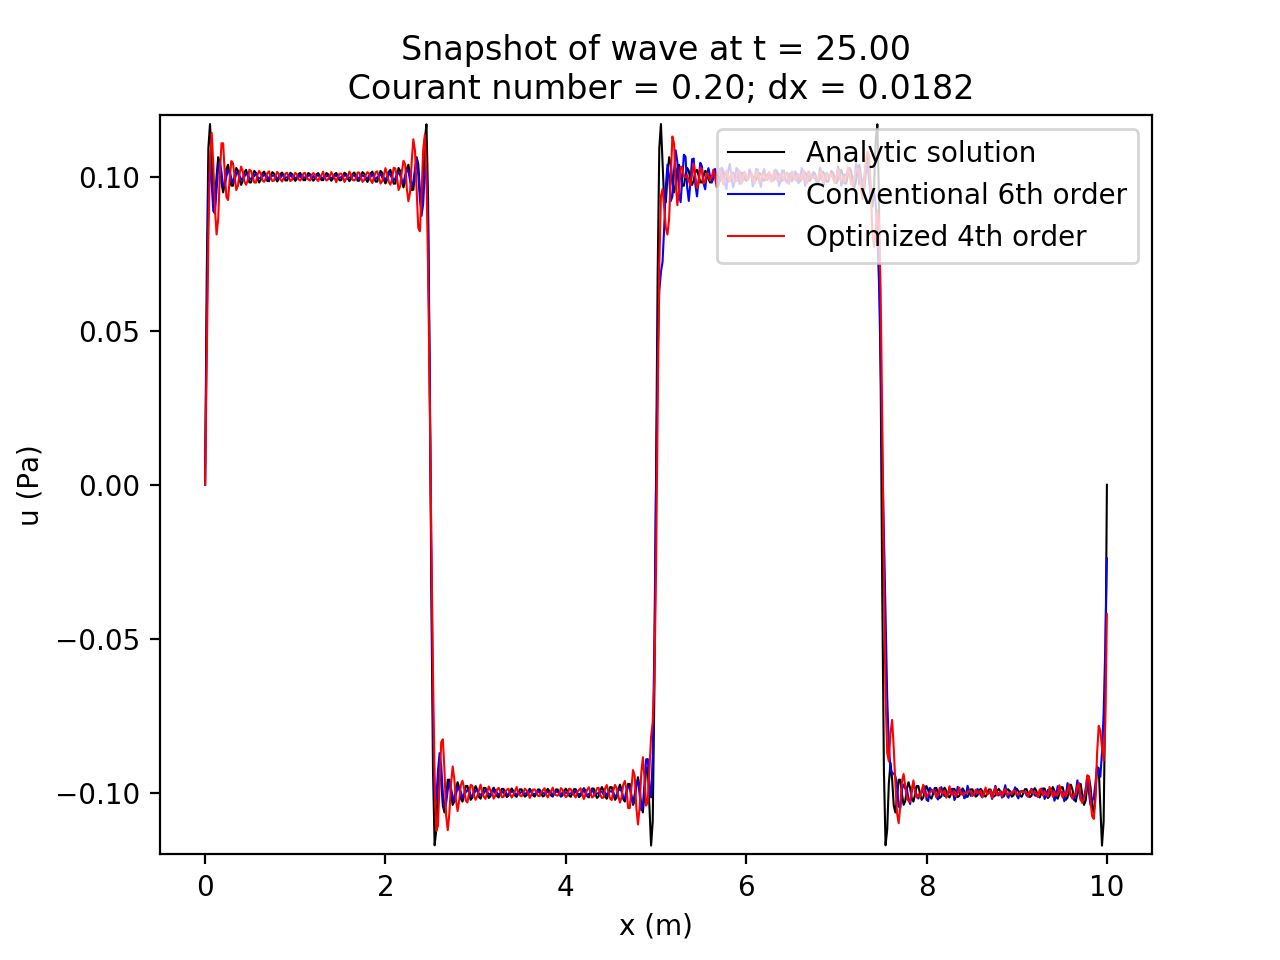 Snapshot of wave at t = 25.00
Courant number = 0.20; dx = 0.0182
Analytic solution
Conventional 6th order
Optimized 4th order
0.10
0.05
0.00
−0.05
−0.10
u (Pa)
0 2 4 6 8 10
x (m)